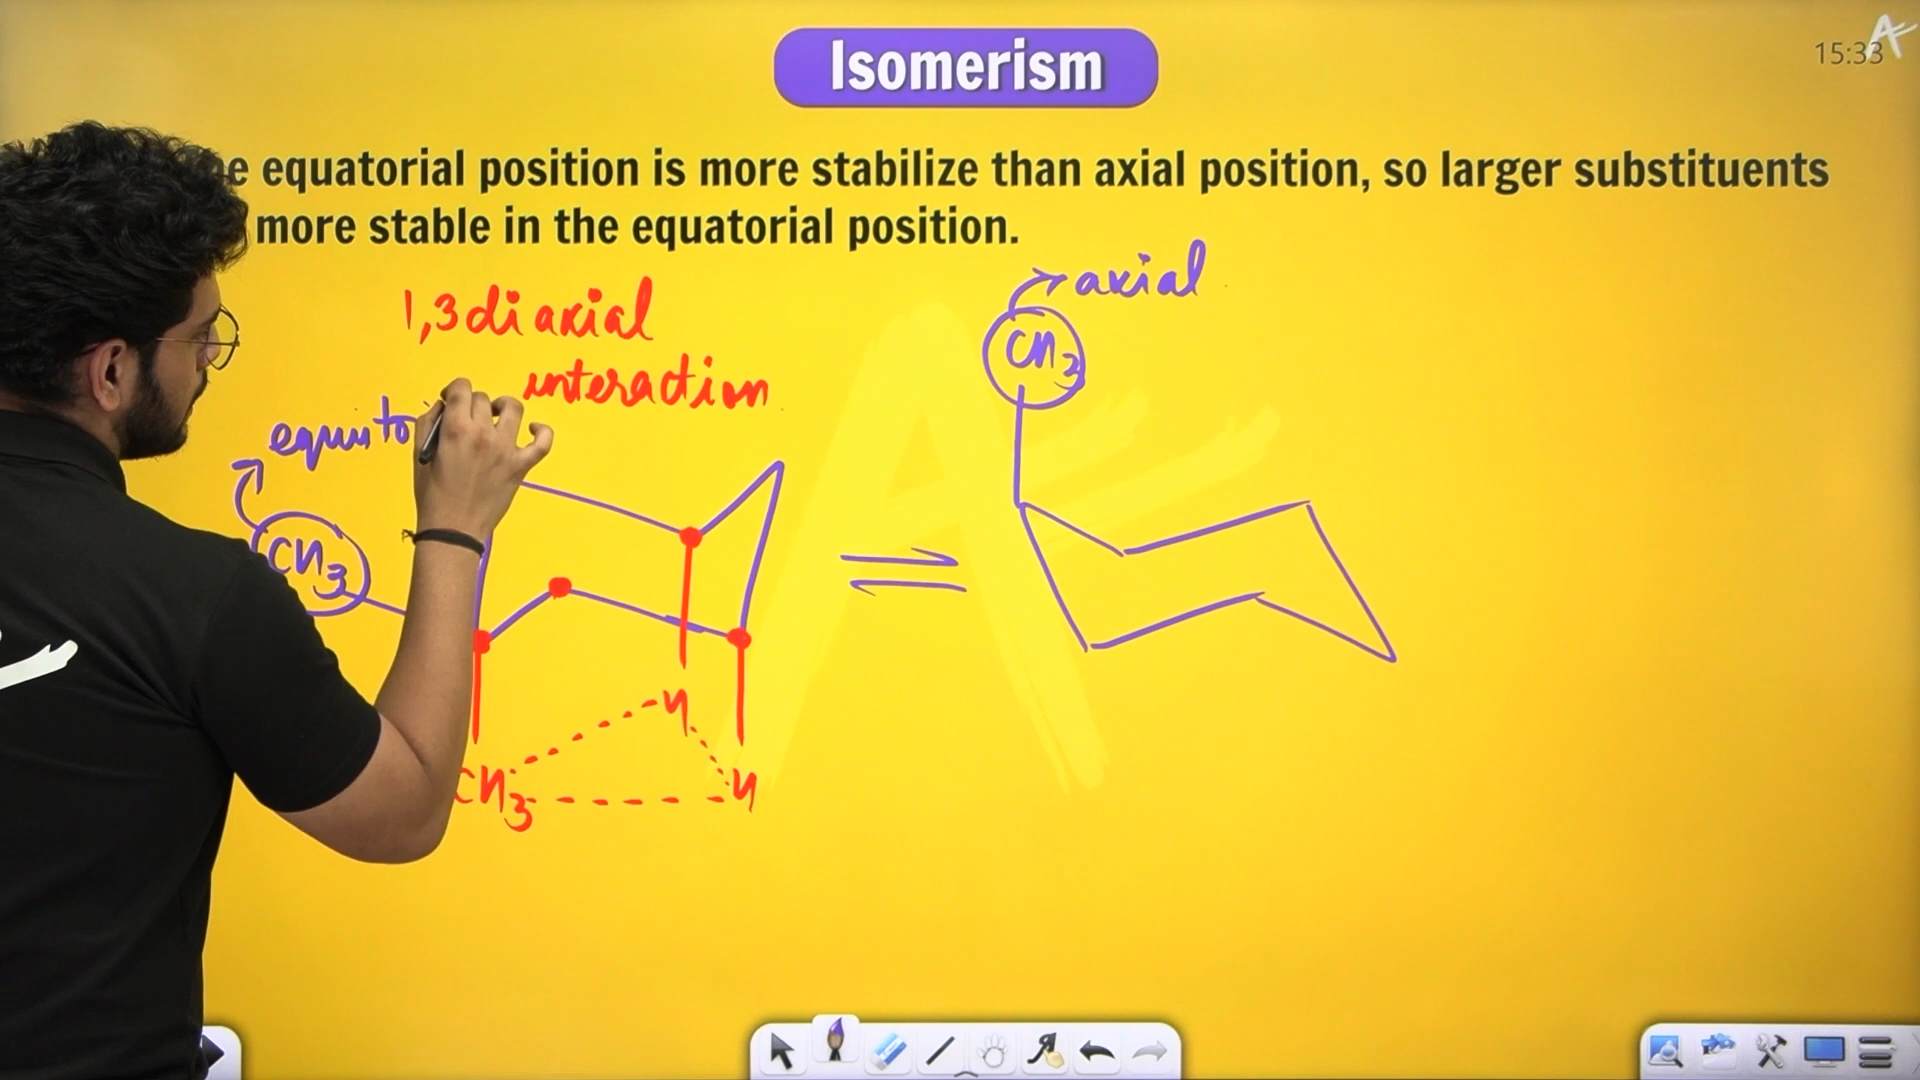 Isomerism
15:33
e equatorial position is more stabilize than axial position, so larger substituents
more stable in the equatorial position.
axial
1,3 di axial
interaction
CH3
equito
CH3
H
CH3
H